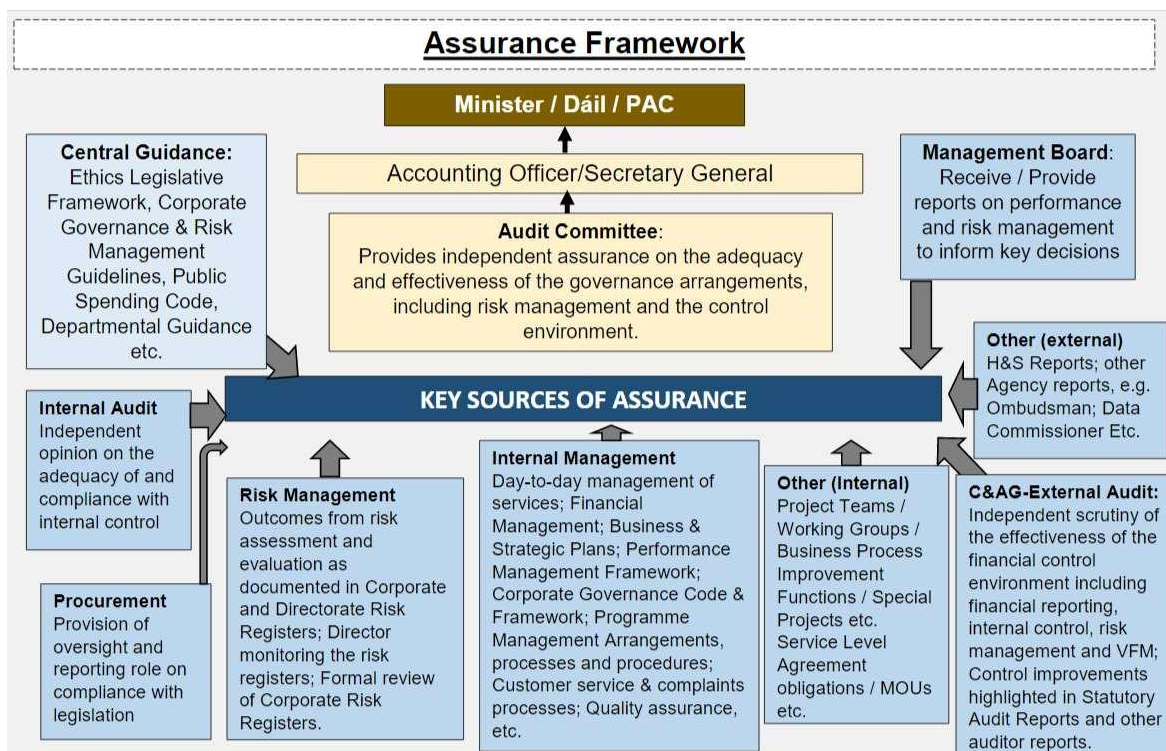 Assurance Framework
Minister / Dáil / PAC
Accounting Officer/Secretary General
Audit Committee:
Provides independent assurance on the adequacy
and effectiveness of the governance arrangements,
including risk management and the control
environment.
Central Guidance:
Ethics Legislative
Framework, Corporate
Governance & Risk
Management
Guidelines, Public
Spending Code,
Departmental Guidance
etc.
Management Board:
Receive / Provide
reports on performance
and risk management
to inform key decisions
KEY SOURCES OF ASSURANCE
Other (external)
H&S Reports; other
Agency reports, e.g.
Ombudsman; Data
Commissioner Etc.
Internal Audit
Independent
opinion on the
adequacy of and
compliance with
internal control
Procurement
Provision of
oversight and
reporting role on
compliance with
legislation
Risk Management
Outcomes from risk
assessment and
evaluation as
documented in Corporate
and Directorate Risk
Registers; Director
monitoring the risk
registers; Formal review
of Corporate Risk
Registers.
Internal Management
Day-to-day management of
services; Financial
Management; Business &
Strategic Plans; Performance
Management Framework;
Corporate Governance Code &
Framework; Programme
Management Arrangements,
processes and procedures;
Customer service & complaints
processes; Quality assurance,
etc.
Other (Internal)
Project Teams /
Working Groups /
Business Process
Improvement
Functions / Special
Projects etc.
Service Level
Agreement
obligations / MOUs
etc.
C&AG-External Audit:
Independent scrutiny of
the effectiveness of the
financial control
environment including
financial reporting,
internal control, risk
management and VFM;
Control improvements
highlighted in Statutory
Audit Reports and other
auditor reports.